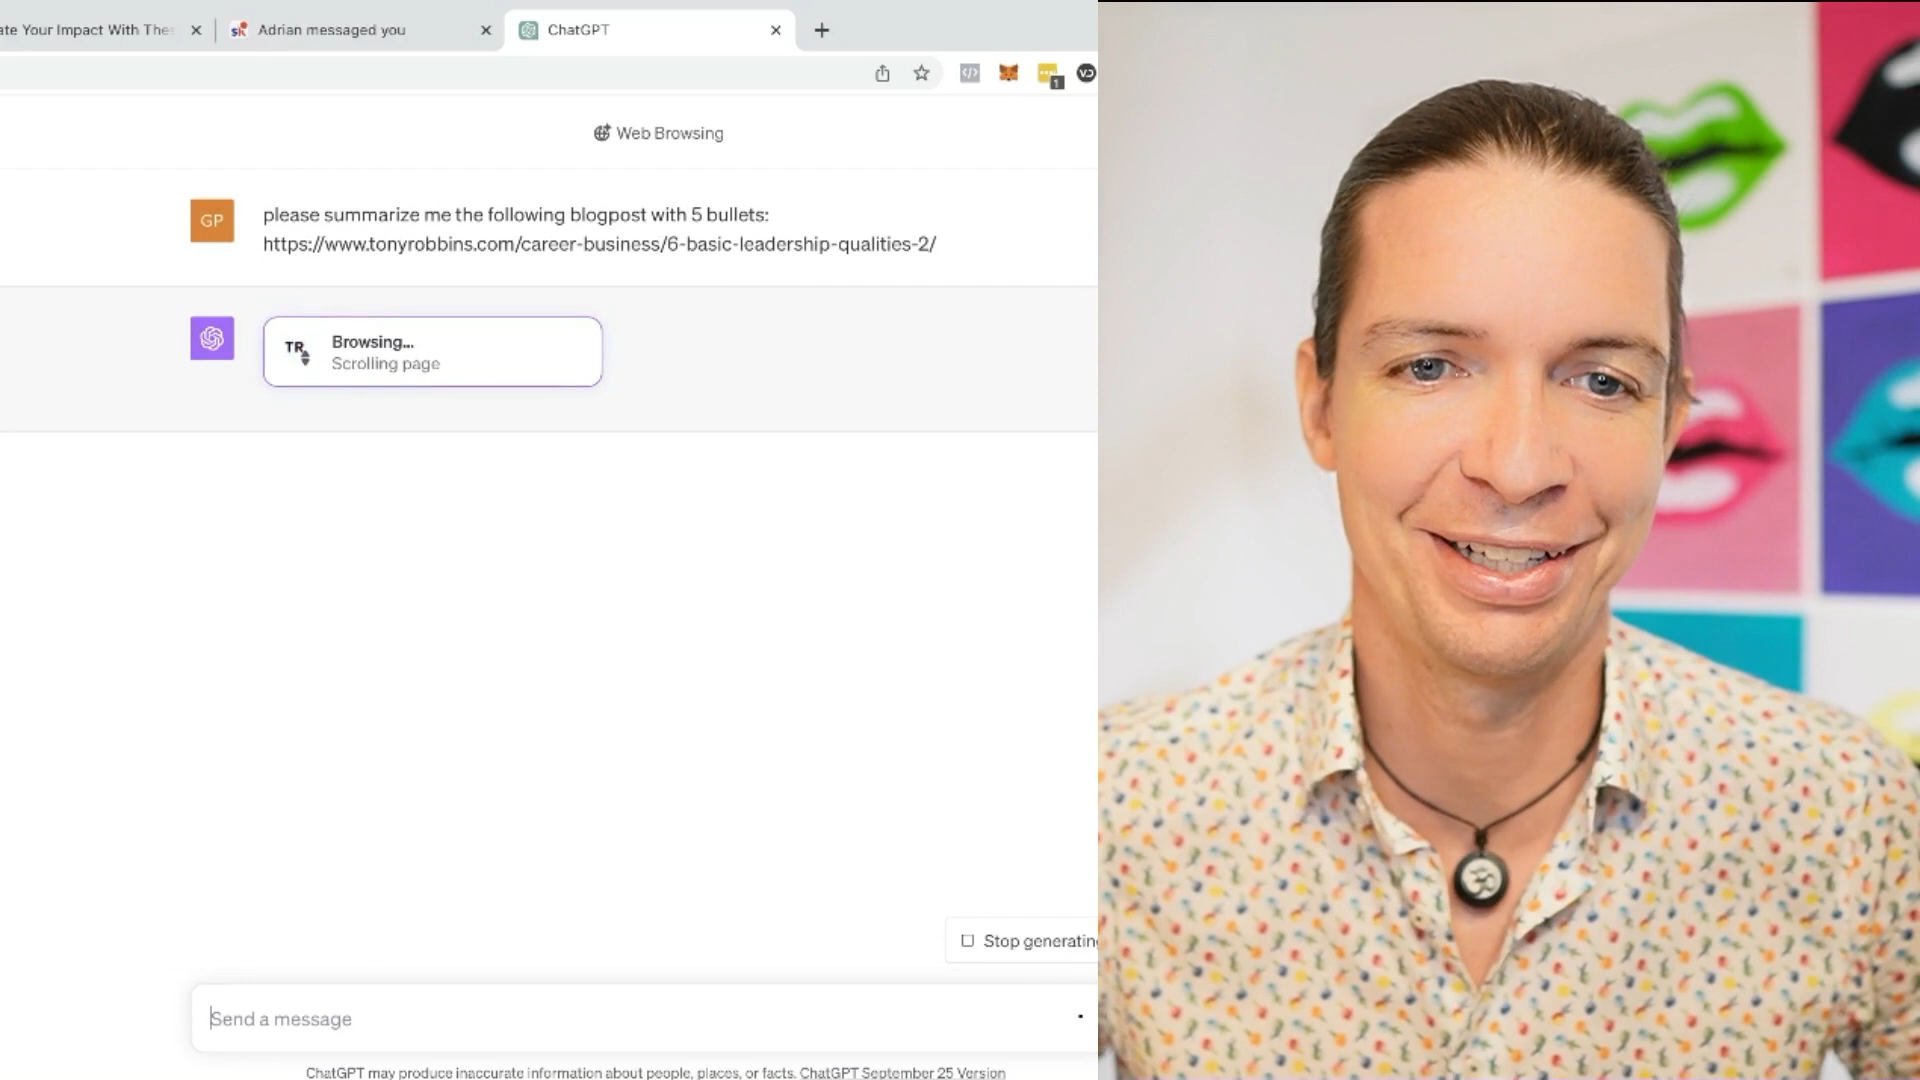 ate Your Impact With The
Adrian messaged you
ChatGPT
1
Web Browsing
GP
please summarize me the following blogpost with 5 bullets:
https://www.tonyrobbins.com/career-business/6-basic-leadership-qualities-2/
TR
Browsing...
Scrolling page
Stop generating
Send a message
ChatGPT may produce inaccurate information about people, places, or facts. ChatGPT September 25 Version